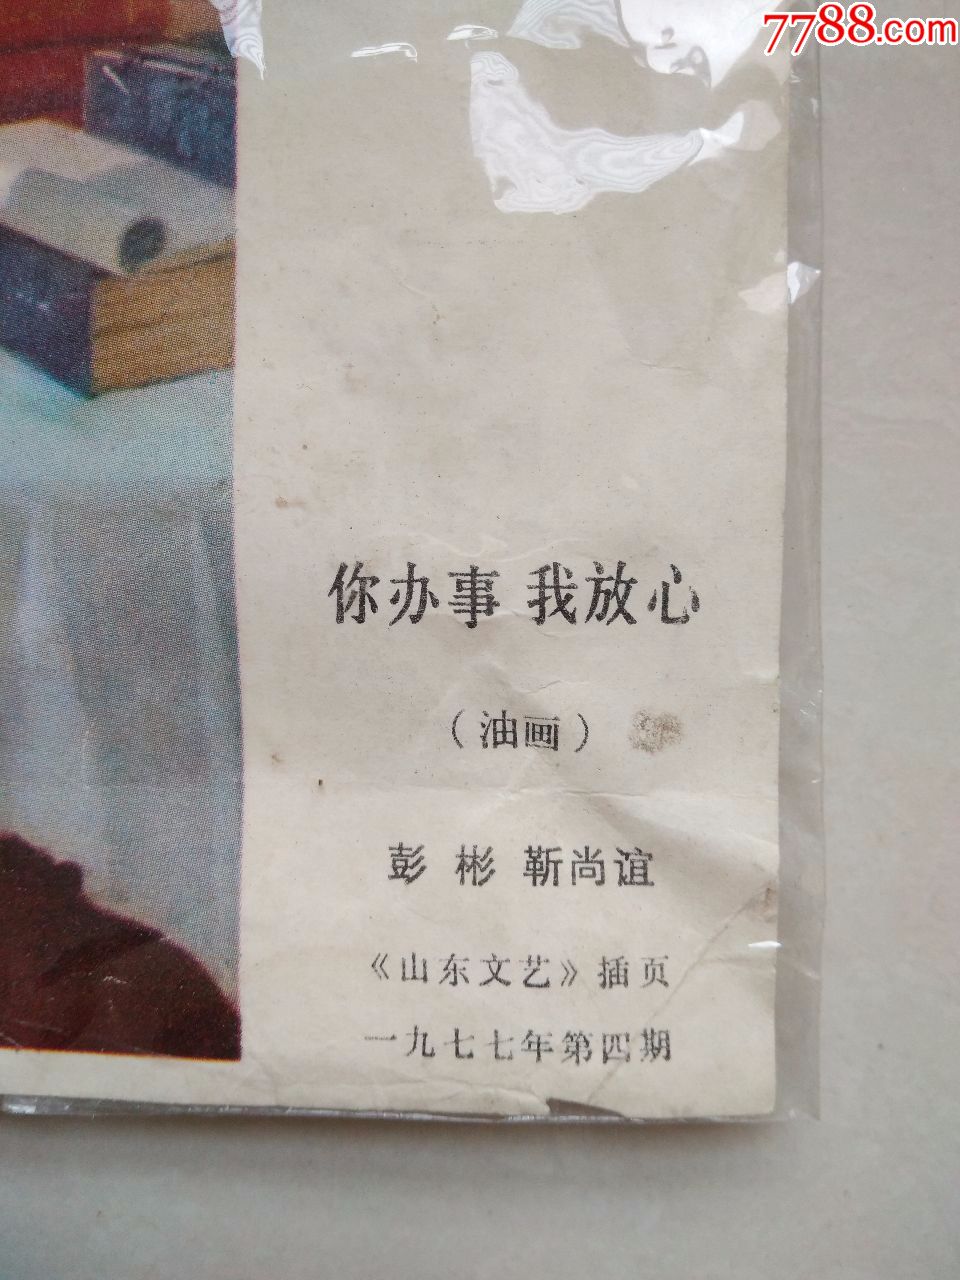 7788.com
28
你办事 我放心
（油画）
彭 彬 靳尚谊
《山东文艺》插页
一九七七年第四期